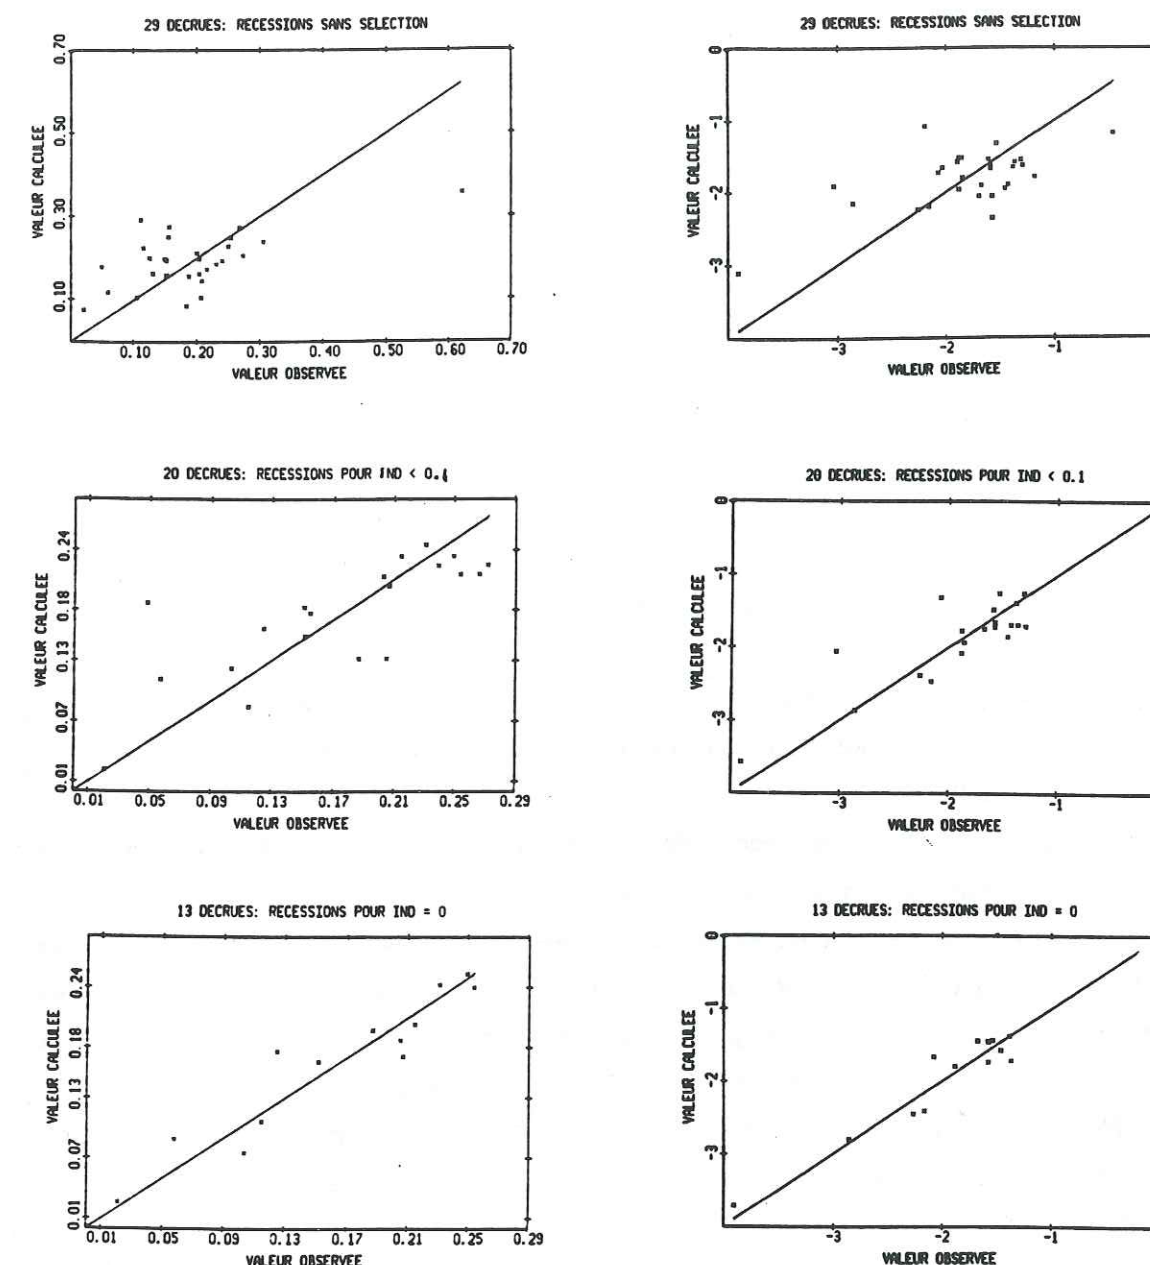 29 DECRUES: RECESSIONS SANS SELECTION
0.70
0.50
0.30
0.10
VALEUR CALCULEE
0.10 0.20 0.30 0.40 0.50 0.60 0.70
VALEUR OBSERVEE
29 DECRUES: RECESSIONS SANS SELECTION
0
-1
-2
-3
VALEUR CALCULEE
-3 -2 -1
VALEUR OBSERVEE
20 DECRUES: RECESSIONS POUR IND < 0.1
0.24
0.18
0.13
0.07
0.01
VALEUR CALCULEE
0.01 0.05 0.09 0.13 0.17 0.21 0.25 0.29
VALEUR OBSERVEE
20 DECRUES: RECESSIONS POUR IND < 0.1
0
-1
-2
-3
VALEUR CALCULEE
-3 -2 -1
VALEUR OBSERVEE
13 DECRUES: RECESSIONS POUR IND = 0
0.24
0.18
0.13
0.07
0.01
VALEUR CALCULEE
0.01 0.05 0.09 0.13 0.17 0.21 0.25 0.29
VALEUR OBSERVEE
13 DECRUES: RECESSIONS POUR IND = 0
0
-1
-2
-3
VALEUR CALCULEE
-3 -2 -1
VALEUR OBSERVEE